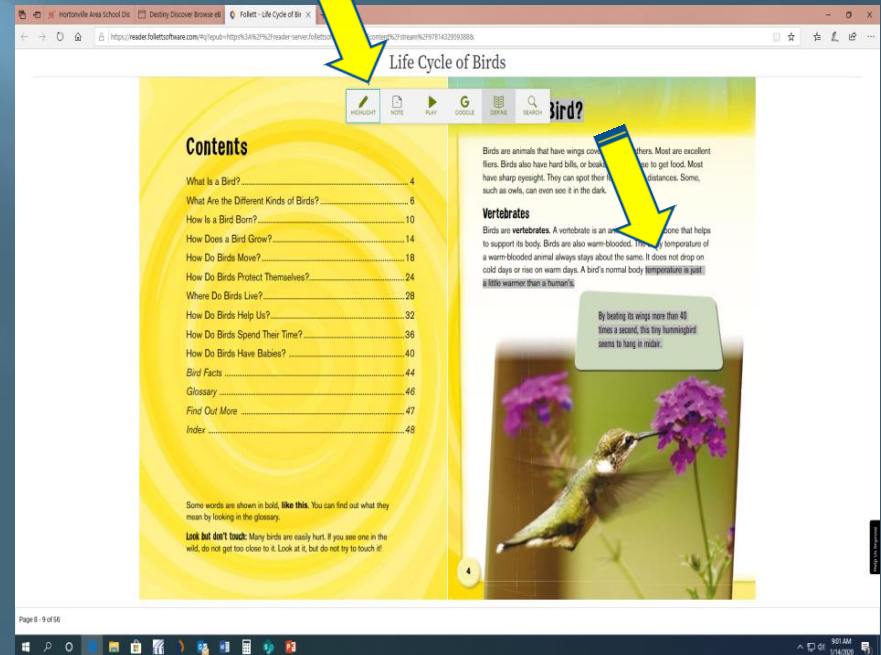 Hortonville Area School Dis
Destiny Discover Browse eB
Follett - Life Cycle of Bir
https://reader.follettsoftware.com/
Life Cycle of Birds
HIGHLIGHT NOTE PLAY GOOGLE DEFINE SEARCH
Bird?
Contents
What Is a Bird? 4
What Are the Different Kinds of Birds? 6
How Is a Bird Born? 10
How Does a Bird Grow? 14
How Do Birds Move? 18
How Do Birds Protect Themselves? 24
Where Do Birds Live? 28
How Do Birds Help Us? 32
How Do Birds Spend Their Time? 36
How Do Birds Have Babies? 40
Bird Facts 44
Glossary 46
Find Out More 47
Index 48
Some words are shown in bold, like this. You can find out what they
mean by looking in the glossary.
Look but don't touch: Many birds are easily hurt. If you see one in the
wild, do not get too close to it. Look at it, but do not try to touch it!
Birds are animals that have wings thers. Most are excellent
fliers. Birds also have hard bills, or beaks se to get food. Most
have sharp eyesight. They can spot their distances. Some,
such as owls, can even see it in the dark.
Vertebrates
Birds are vertebrates. A vertebrate is an bone that helps
to support its body. Birds are also warm-blooded. temperature of
a warm-blooded animal always stays about the same. It does not drop on
cold days or rise on warm days. A bird's normal body temperature is just
a little warmer than a human's.
By beating its wings more than 40
times a second, this tiny hummingbird
seems to hang in midair.
4
Help Us Improve
Page 8 - 9 of 56
9:01 AM
1/14/2020